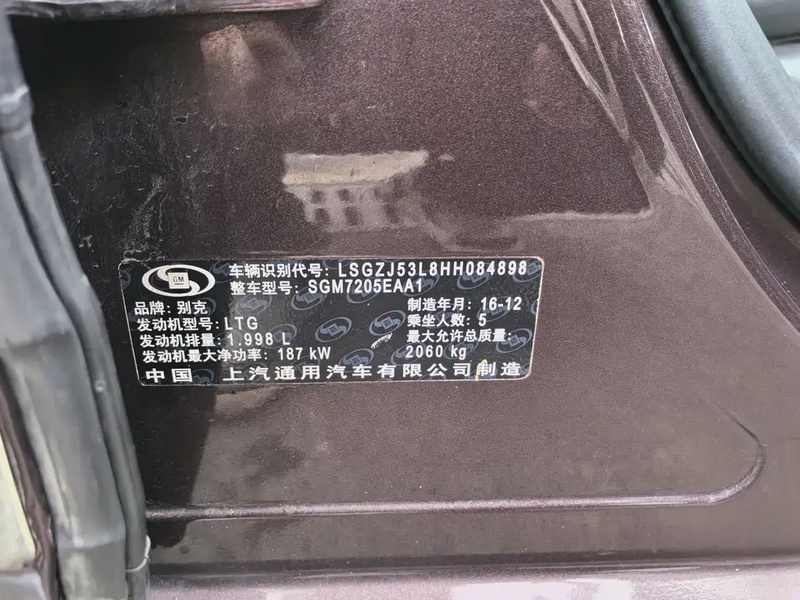 GM
车辆识别代号: LSGZJ53L8HH084898
整车型号: SGM7205EAA1
品牌: 别克 制造年月: 16-12
发动机型号: LTG 乘坐人数: 5
发动机排量: 1.998 L 最大允许总质量:
发动机最大净功率: 187 kW 2060 kg
中国 上汽通用汽车有限公司制造